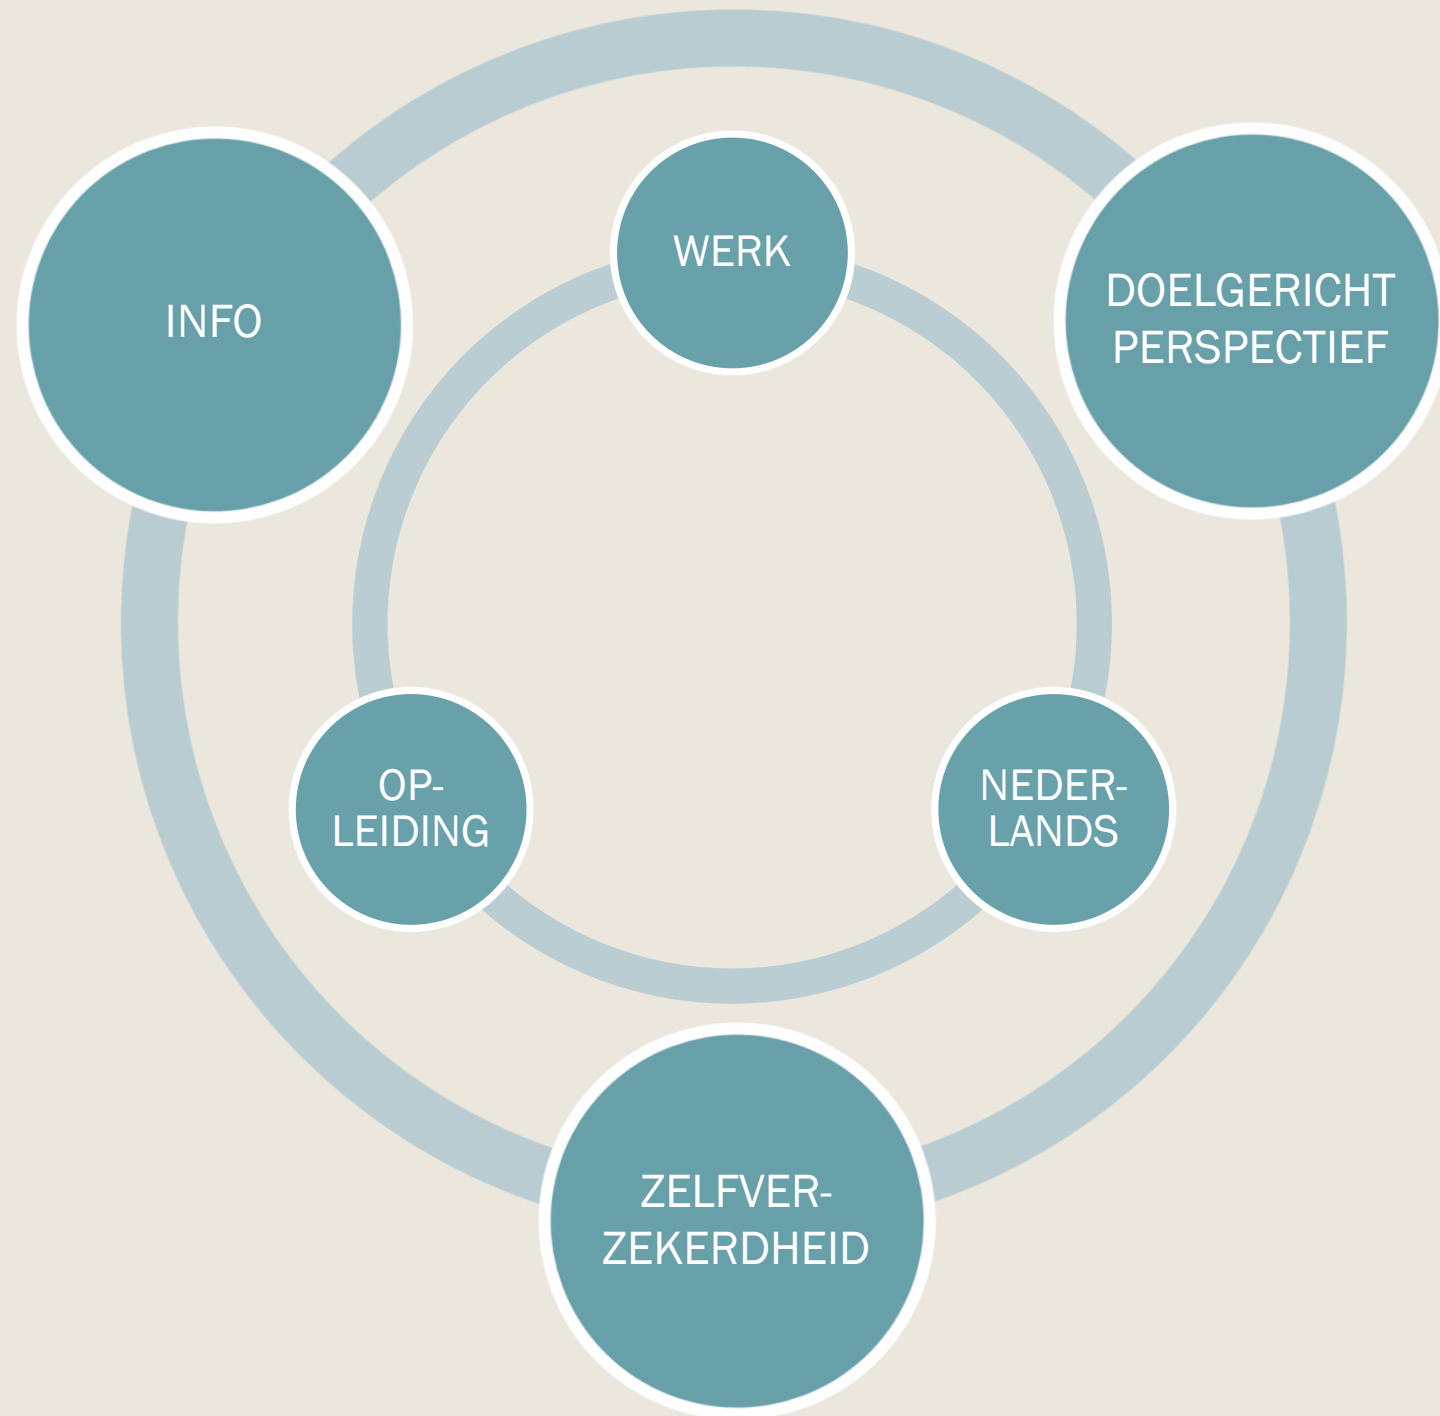 WERK
INFO
DOELGERICHT
PERSPECTIEF
OP-
LEIDING
NEDER-
LANDS
ZELFVER-
ZEKERDHEID